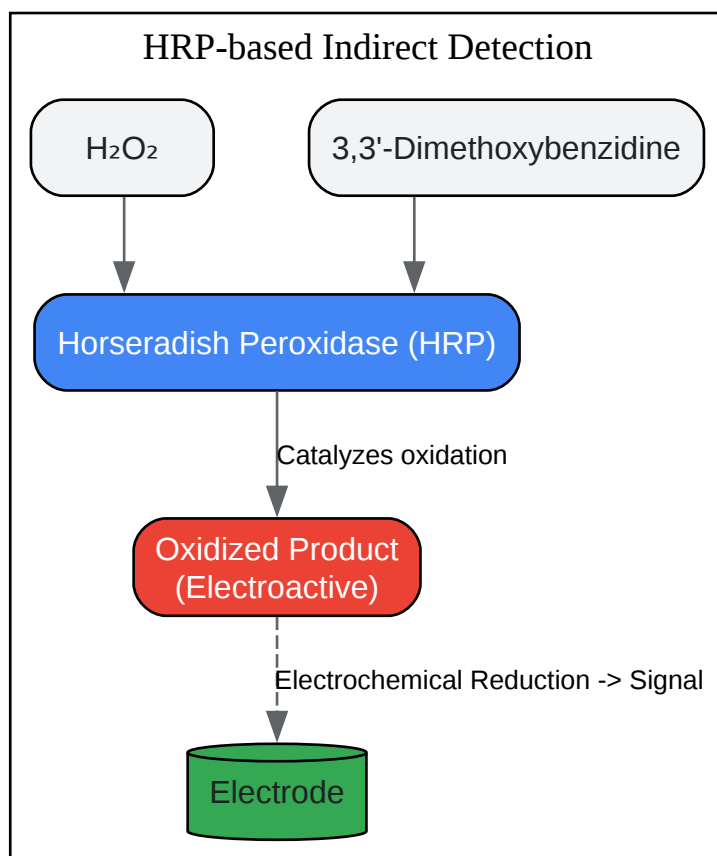 HRP-based Indirect Detection
H₂O₂
3,3'-Dimethoxybenzidine
Horseradish Peroxidase (HRP)
Catalyzes oxidation
Oxidized Product
(Electroactive)
Electrochemical Reduction -> Signal
Electrode